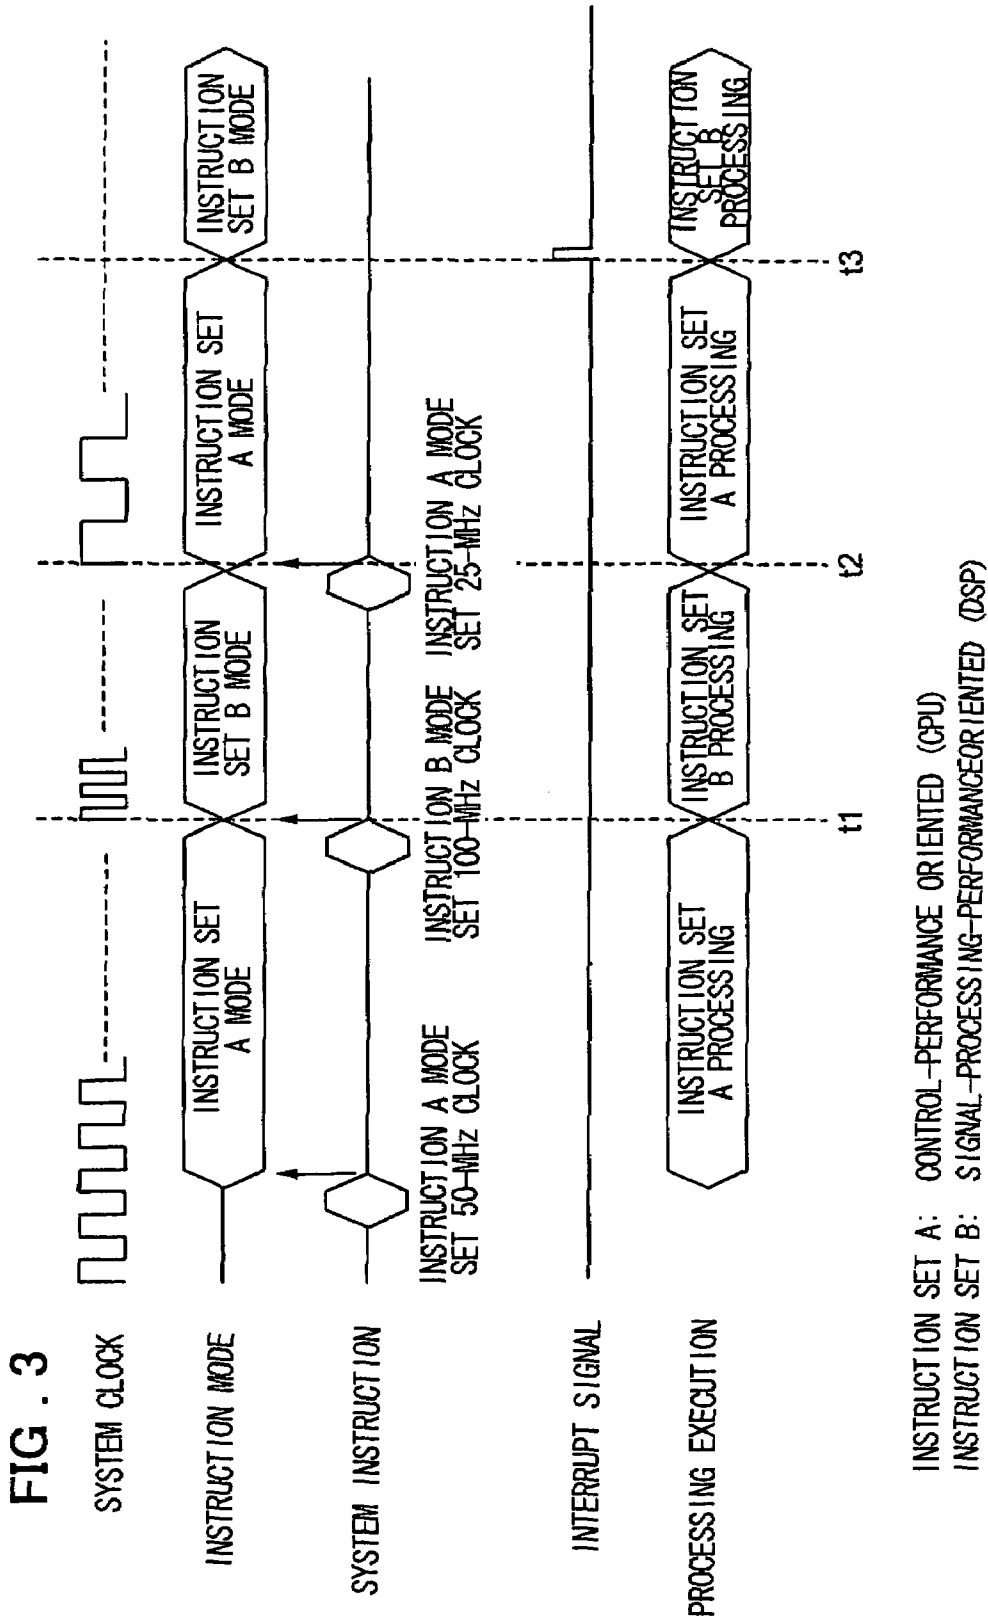 FIG. 3
SYSTEM CLOCK
INSTRUCTION MODE
INSTRUCTION SET
A MODE
INSTRUCTION
SET B MODE
INSTRUCTION SET
A MODE
INSTRUCTION
SET B MODE
SYSTEM INSTRUCTION
INSTRUCTION A MODE
SET 50-MHz CLOCK
INSTRUCTION B MODE
SET 100-MHz CLOCK
INSTRUCTION A MODE
SET 25-MHz CLOCK
INTERRUPT SIGNAL
PROCESSING EXECUTION
INSTRUCTION SET
A PROCESSING
INSTRUCTION SET
B PROCESSING
INSTRUCTION SET
A PROCESSING
INSTRUCTION
SET B
PROCESSING
t1
t2
t3
INSTRUCTION SET A: CONTROL-PERFORMANCE ORIENTED (CPU)
INSTRUCTION SET B: SIGNAL-PROCESSING-PERFORMANCEORIENTED (DSP)